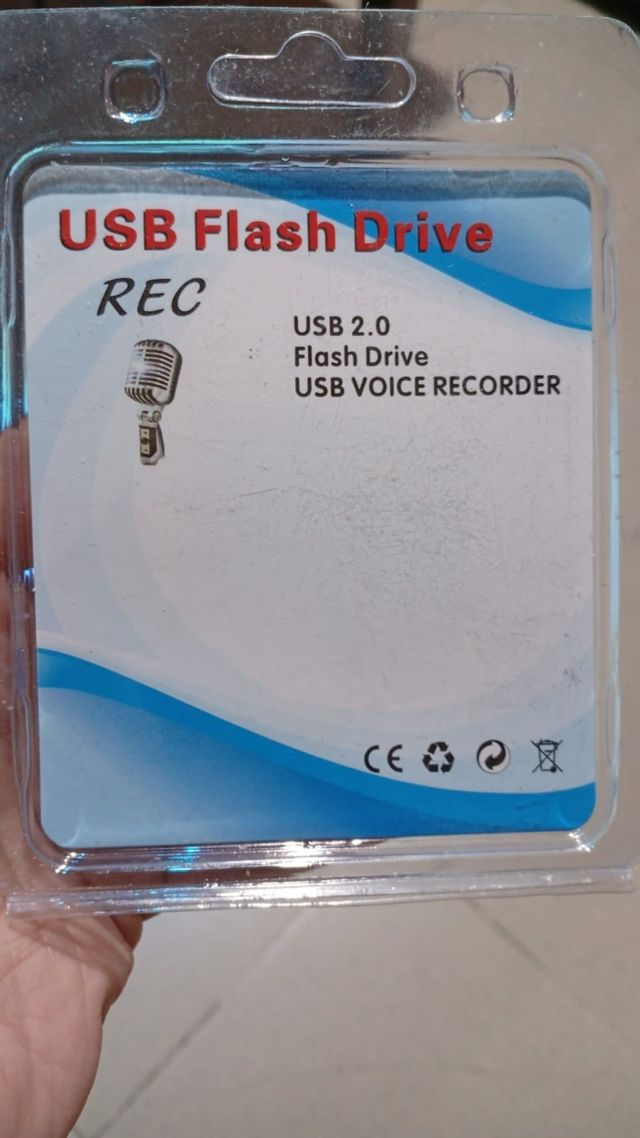 USB Flash Drive
REC
USB 2.0
Flash Drive
USB VOICE RECORDER
CE